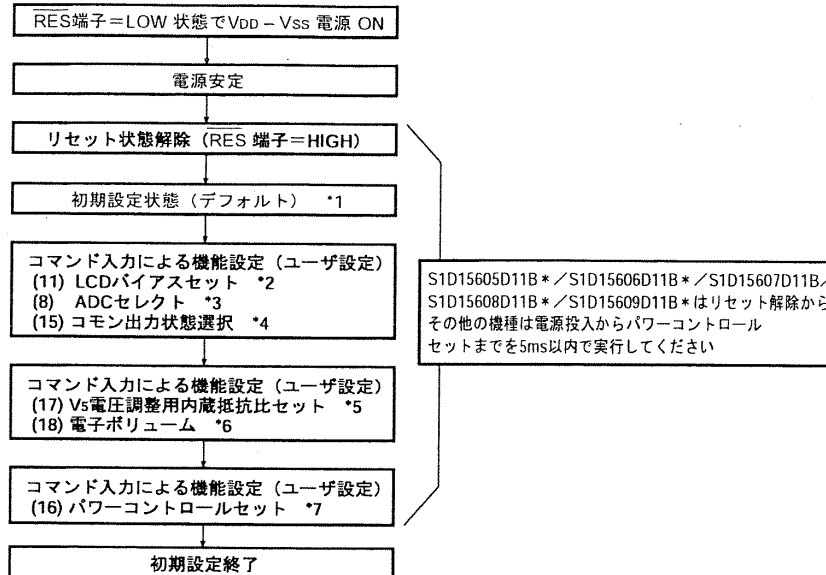 RES端子＝LOW 状態でVDD – VSS 電源 ON
電源安定
リセット状態解除（RES 端子＝HIGH）
初期設定状態（デフォルト） *1
コマンド入力による機能設定（ユーザ設定）
(11) LCDバイアスセット *2
(8) ADCセレクト *3
(15) コモン出力状態選択 *4
コマンド入力による機能設定（ユーザ設定）
(17) V5電圧調整用内蔵抵抗比セット *5
(18) 電子ボリューム *6
コマンド入力による機能設定（ユーザ設定）
(16) パワーコントロールセット *7
初期設定終了
S1D15605D11B*／S1D15606D11B*／S1D15607D11B／
S1D15608D11B*／S1D15609D11B*はリセット解除から
その他の機種は電源投入からパワーコントロール
セットまでを5ms以内で実行してください